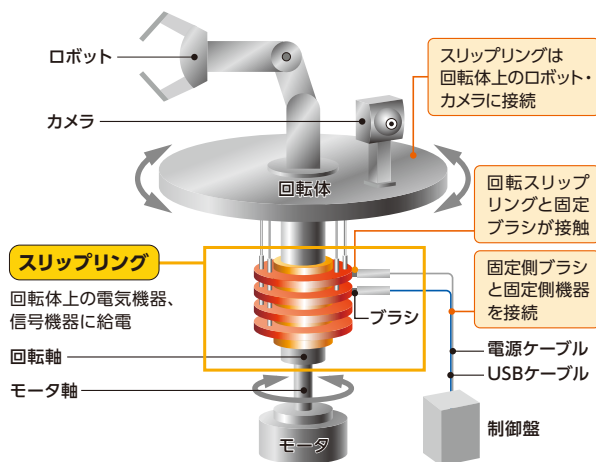 ロボット
カメラ
スリップリングは
回転体上のロボット・
カメラに接続
回転体
回転スリップ
リングと固定
ブラシが接触
スリップリング
回転体上の電気機器、
信号機器に給電
固定側ブラシ
と固定側機器
を接続
ブラシ
回転軸
電源ケーブル
USBケーブル
モータ軸
制御盤
モータ